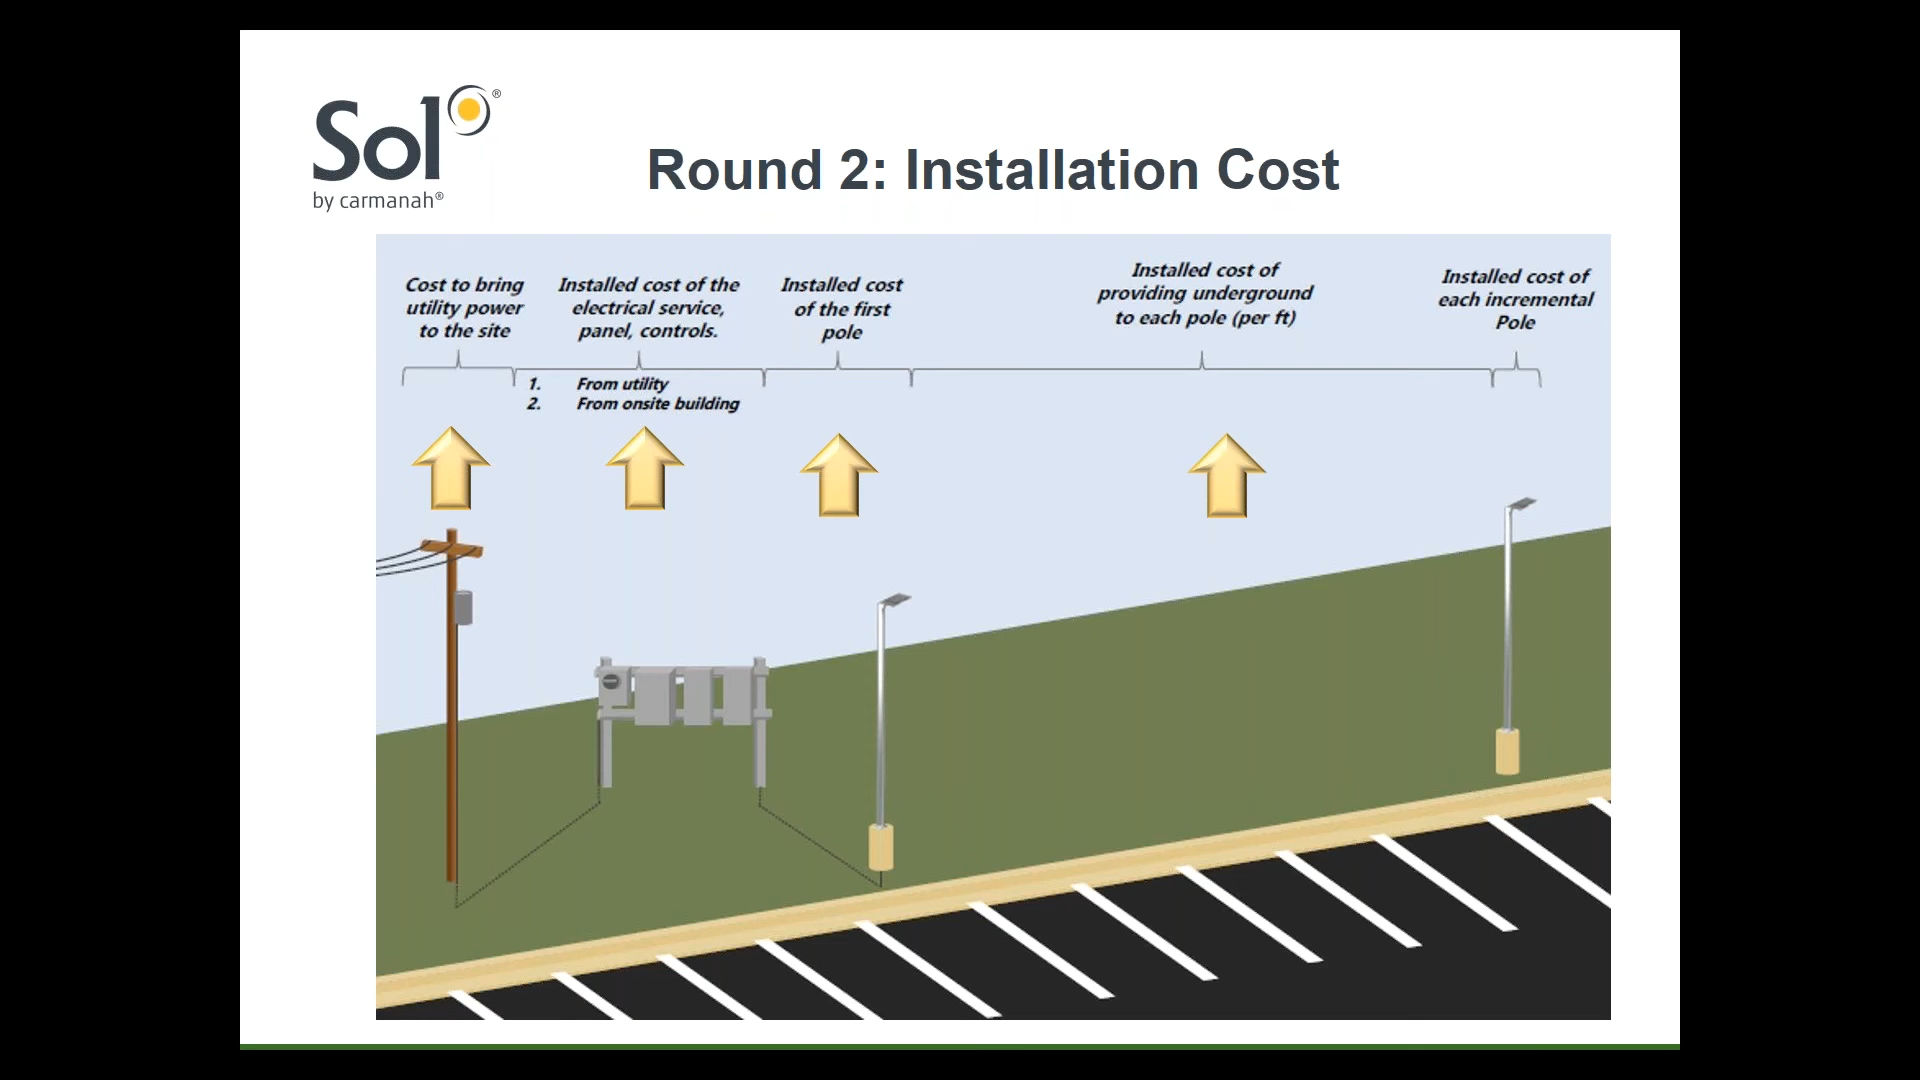 Sol®
by carmanah®
Round 2: Installation Cost
Cost to bring
utility power
to the site
Installed cost of the
electrical service,
panel, controls.
1. From utility
2. From onsite building
Installed cost
of the first
pole
Installed cost of
providing underground
to each pole (per ft)
Installed cost of
each incremental
Pole